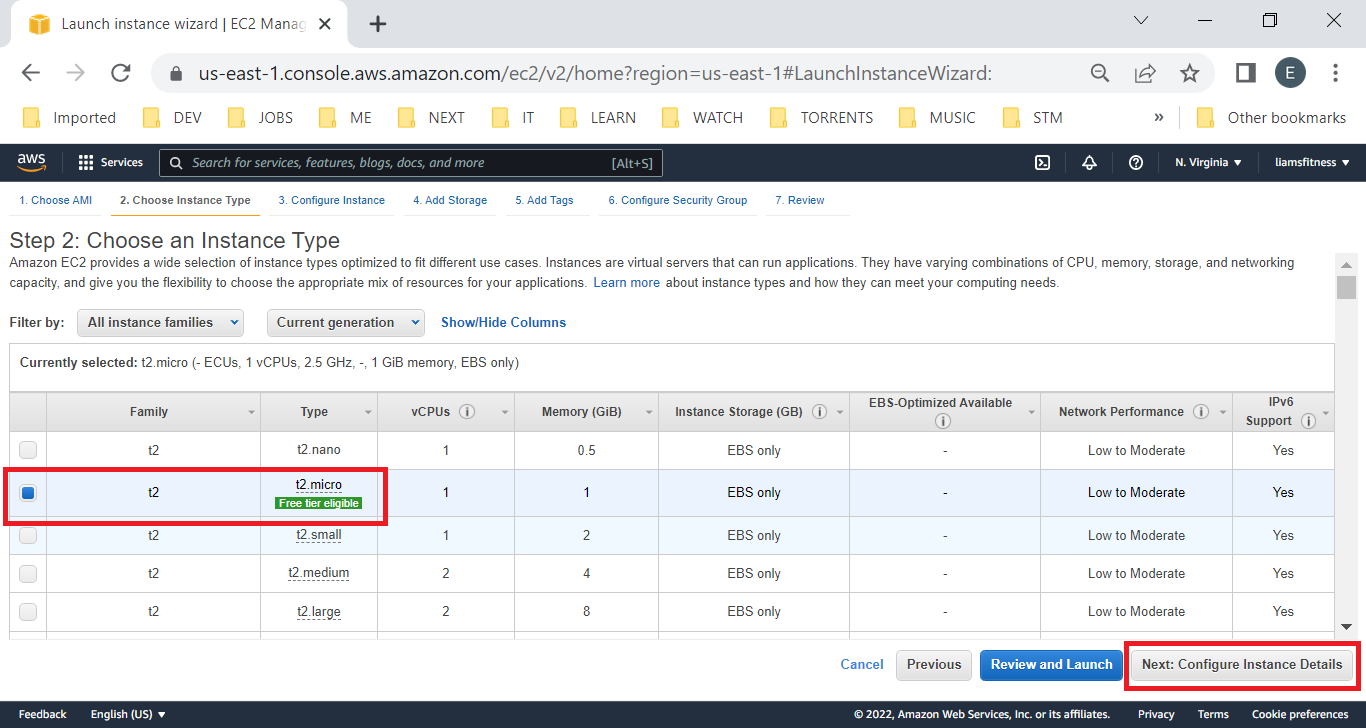 Launch instance wizard | EC2 Manag
us-east-1.console.aws.amazon.com/ec2/v2/home?region=us-east-1#LaunchInstanceWizard:
E
Imported DEV JOBS ME NEXT IT LEARN WATCH TORRENTS MUSIC STM » Other bookmarks
aws Services Search for services, features, blogs, docs, and more [Alt+S] N. Virginia liamsfitness
1. Choose AMI 2. Choose Instance Type 3. Configure Instance 4. Add Storage 5. Add Tags 6. Configure Security Group 7. Review
Step 2: Choose an Instance Type
Amazon EC2 provides a wide selection of instance types optimized to fit different use cases. Instances are virtual servers that can run applications. They have varying combinations of CPU, memory, storage, and networking
capacity, and give you the flexibility to choose the appropriate mix of resources for your applications. Learn more about instance types and how they can meet your computing needs.
Filter by: All instance families Current generation Show/Hide Columns
Currently selected: t2.micro (- ECUs, 1 vCPUs, 2.5 GHz, -, 1 GiB memory, EBS only)
Family Type vCPUs Memory (GiB) Instance Storage (GB) EBS-Optimized Available Network Performance IPv6
Support
t2 t2.nano 1 0.5 EBS only - Low to Moderate Yes
t2 t2.micro 1 1 EBS only - Low to Moderate Yes
Free tier eligible
t2 t2.small 1 2 EBS only - Low to Moderate Yes
t2 t2.medium 2 4 EBS only - Low to Moderate Yes
t2 t2.large 2 8 EBS only - Low to Moderate Yes
Cancel Previous Review and Launch Next: Configure Instance Details
Feedback English (US) © 2022, Amazon Web Services, Inc. or its affiliates. Privacy Terms Cookie preferences